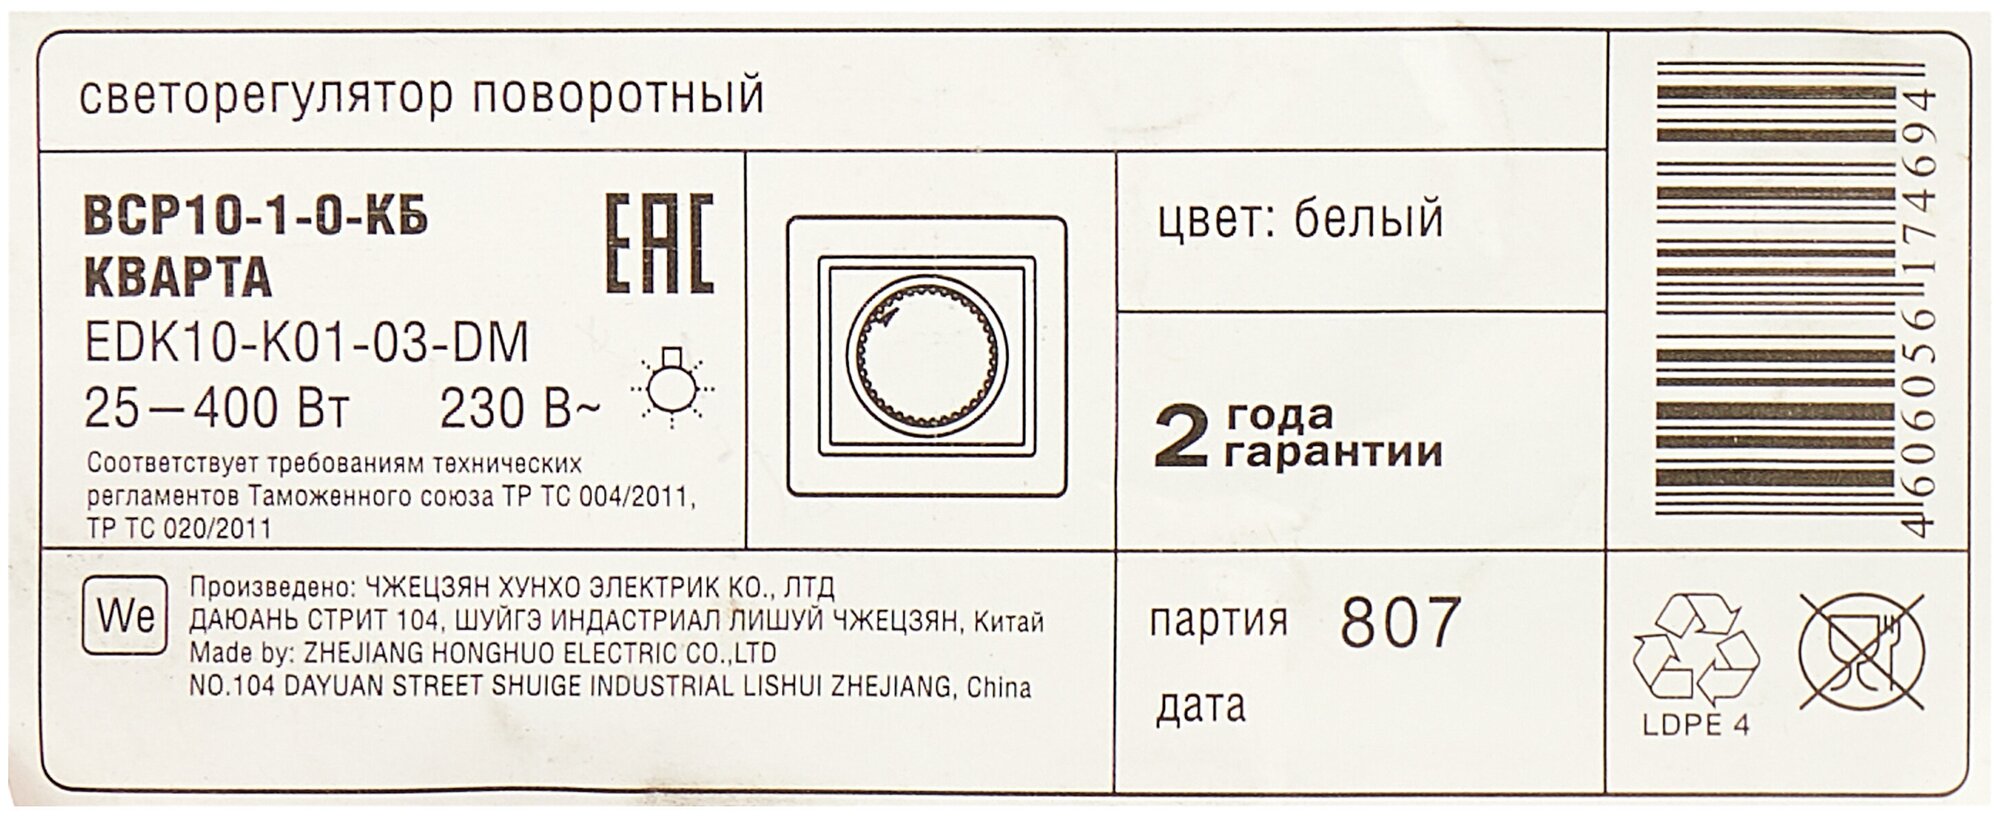 светорегулятор поворотный
ВСР10-1-0-КБ
КВАРТА
EAC
EDK10-K01-03-DM
25–400 Вт 230 В~
Соответствует требованиям технических
регламентов Таможенного союза ТР ТС 004/2011,
ТР ТС 020/2011
цвет: белый
2 года
гарантии
4606056174694
We
Произведено: ЧЖЕЦЗЯН ХУНХО ЭЛЕКТРИК КО., ЛТД
ДАЮАНЬ СТРИТ 104, ШУЙГЭ ИНДАСТРИАЛ ЛИШУЙ ЧЖЕЦЗЯН, Китай
Made by: ZHEJIANG HONGHUO ELECTRIC CO.,LTD
NO.104 DAYUAN STREET SHUIGE INDUSTRIAL LISHUI ZHEJIANG, China
партия 807
дата
LDPE 4